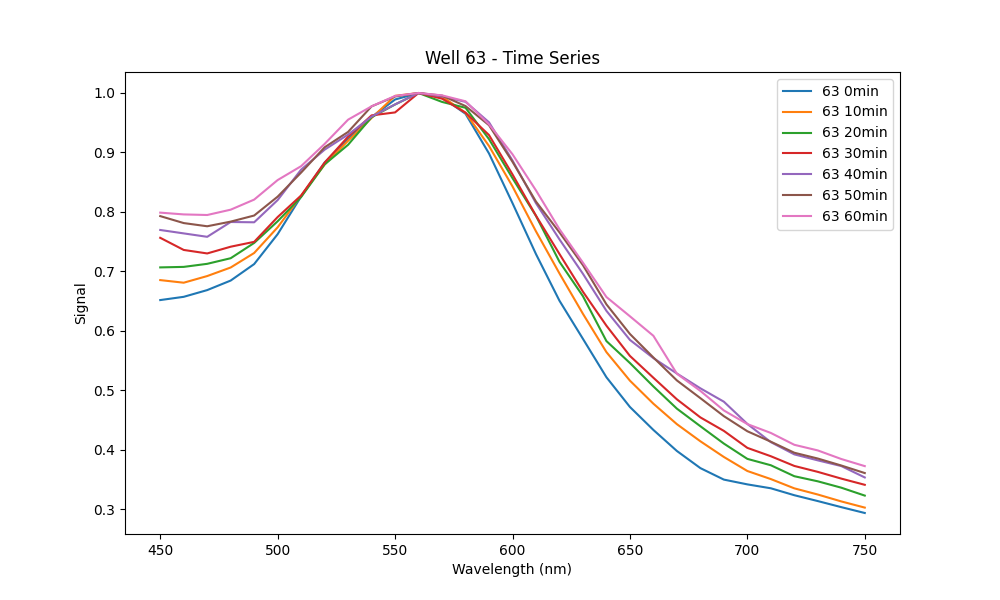 Well 63 - Time Series
1.0
0.9
0.8
0.7
0.6
0.5
0.4
0.3
Signal
63 0min
63 10min
63 20min
63 30min
63 40min
63 50min
63 60min
450
500
550
600
650
700
750
Wavelength (nm)